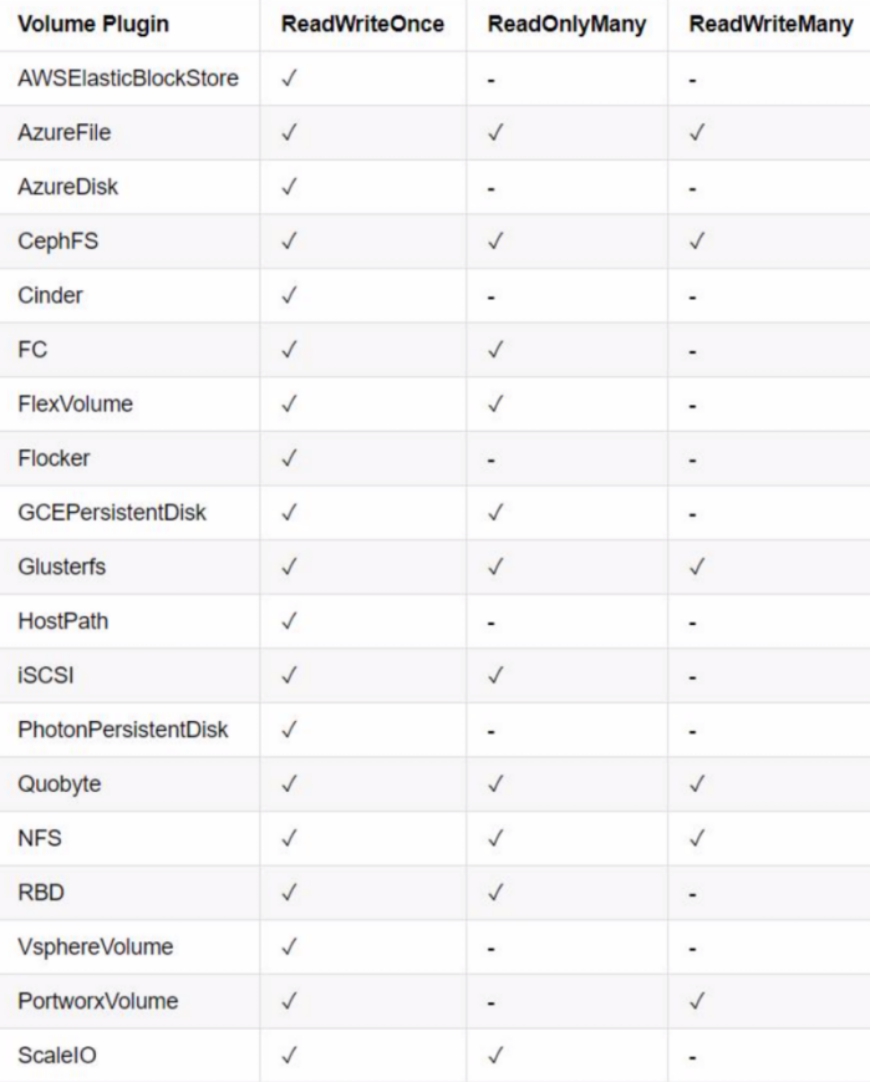 Volume Plugin ReadWriteOnce ReadOnlyMany ReadWriteMany
AWSElasticBlockStore ✓ - -
AzureFile ✓ ✓ ✓
AzureDisk ✓ - -
CephFS ✓ ✓ ✓
Cinder ✓ - -
FC ✓ ✓ -
FlexVolume ✓ ✓ -
Flocker ✓ - -
GCEPersistentDisk ✓ ✓ -
Glusterfs ✓ ✓ ✓
HostPath ✓ - -
iSCSI ✓ ✓ -
PhotonPersistentDisk ✓ - -
Quobyte ✓ ✓ ✓
NFS ✓ ✓ ✓
RBD ✓ ✓ -
VsphereVolume ✓ - -
PortworxVolume ✓ - ✓
ScaleIO ✓ ✓ -